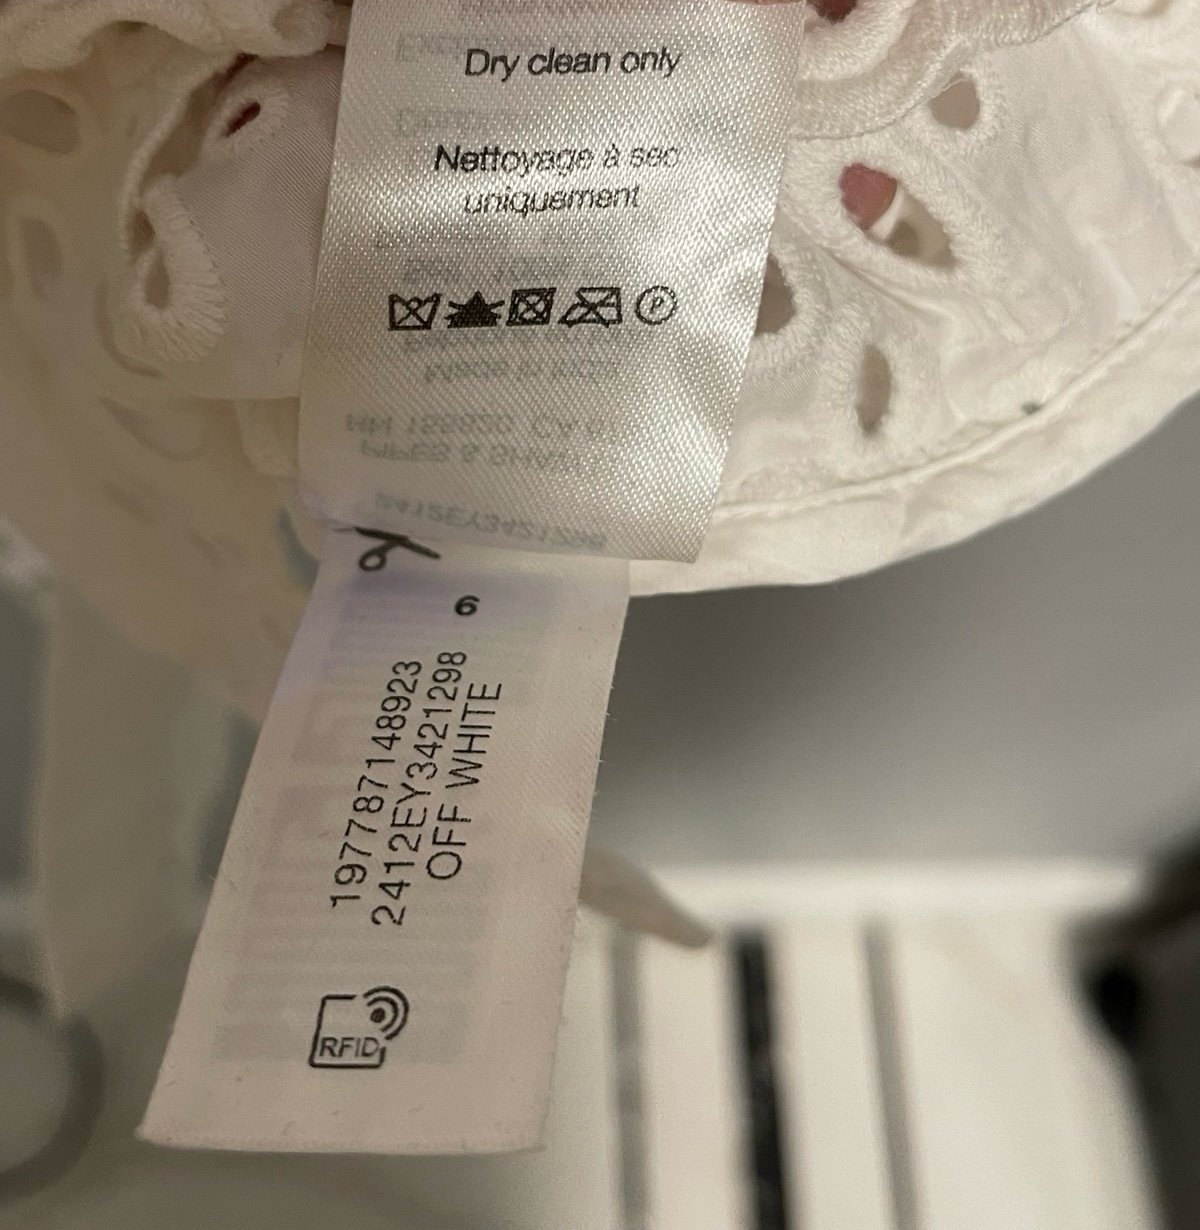 Dry clean only
Nettoyage à sec
uniquement
P
6
197787148923
2412EY3421298
OFF WHITE
RFID